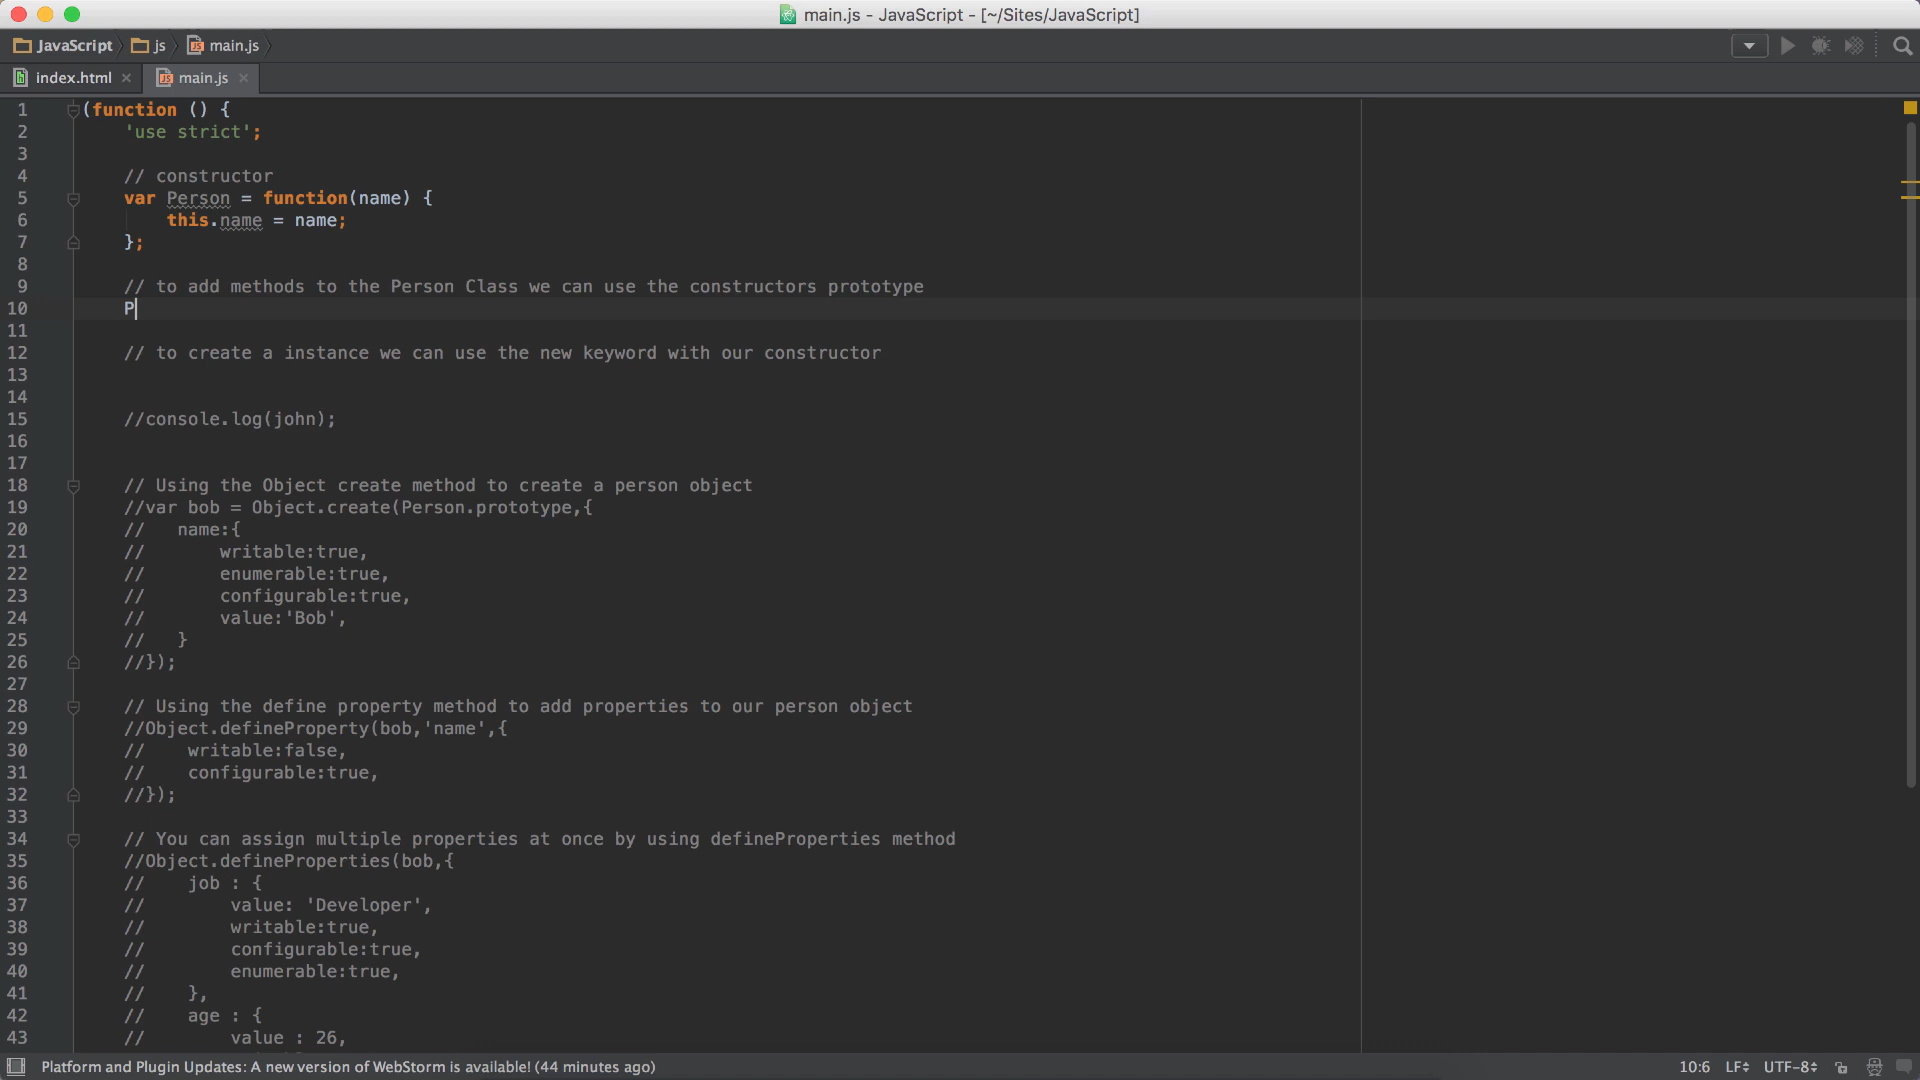 main.js - JavaScript - [~/Sites/JavaScript]
JavaScript js main.js
index.html main.js
1 (function () {
2 'use strict';
3
4 // constructor
5 var Person = function(name) {
6 this.name = name;
7 };
8
9 // to add methods to the Person Class we can use the constructors prototype
10 P
11
12 // to create a instance we can use the new keyword with our constructor
13
14
15 //console.log(john);
16
17
18 // Using the Object create method to create a person object
19 //var bob = Object.create(Person.prototype,{
20 // name:{
21 // writable:true,
22 // enumerable:true,
23 // configurable:true,
24 // value:'Bob',
25 // }
26 //});
27
28 // Using the define property method to add properties to our person object
29 //Object.defineProperty(bob,'name',{
30 // writable:false,
31 // configurable:true,
32 //});
33
34 // You can assign multiple properties at once by using defineProperties method
35 //Object.defineProperties(bob,{
36 // job : {
37 // value: 'Developer',
38 // writable:true,
39 // configurable:true,
40 // enumerable:true,
41 // },
42 // age : {
43 // value : 26,
Platform and Plugin Updates: A new version of WebStorm is available! (44 minutes ago) 10:6 LF UTF-8